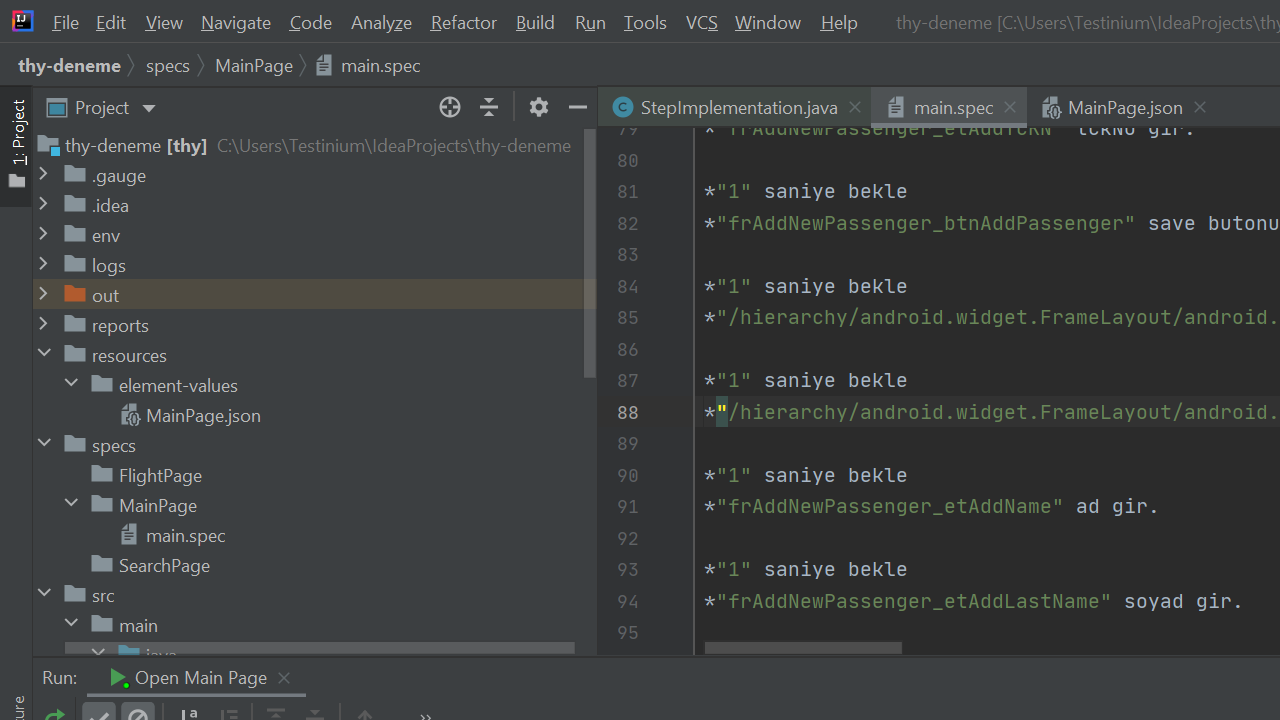 File Edit View Navigate Code Analyze Refactor Build Run Tools VCS Window Help thy-deneme [C:\Users\Testinium\IdeaProjects\thy
thy-deneme specs MainPage main.spec
1: Project
Project
StepImplementation.java main.spec MainPage.json
thy-deneme [thy] C:\Users\Testinium\IdeaProjects\thy-deneme
.gauge
.idea
env
logs
out
reports
resources
element-values
MainPage.json
specs
FlightPage
MainPage
main.spec
SearchPage
src
main
java
79 *"frAddNewPassenger_etAddTCKN" tckNo gir.
80
81 *"1" saniye bekle
82 *"frAddNewPassenger_btnAddPassenger" save butonu
83
84 *"1" saniye bekle
85 *"/hierarchy/android.widget.FrameLayout/android.
86
87 *"1" saniye bekle
88 *"/hierarchy/android.widget.FrameLayout/android.
89
90 *"1" saniye bekle
91 *"frAddNewPassenger_etAddName" ad gir.
92
93 *"1" saniye bekle
94 *"frAddNewPassenger_etAddLastName" soyad gir.
95
Run: Open Main Page